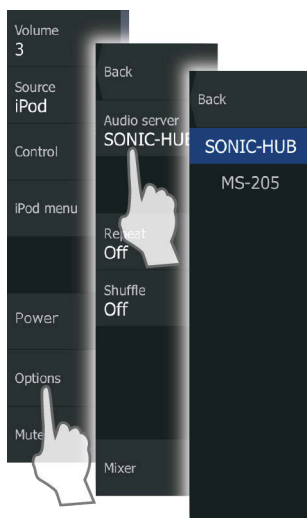 Volume
3
Source
iPod
Control
iPod menu
Power
Options
Mute
Back
Audio server
SONIC-HUB
Repeat
Off
Shuffle
Off
Mixer
Back
SONIC-HUB
MS-205